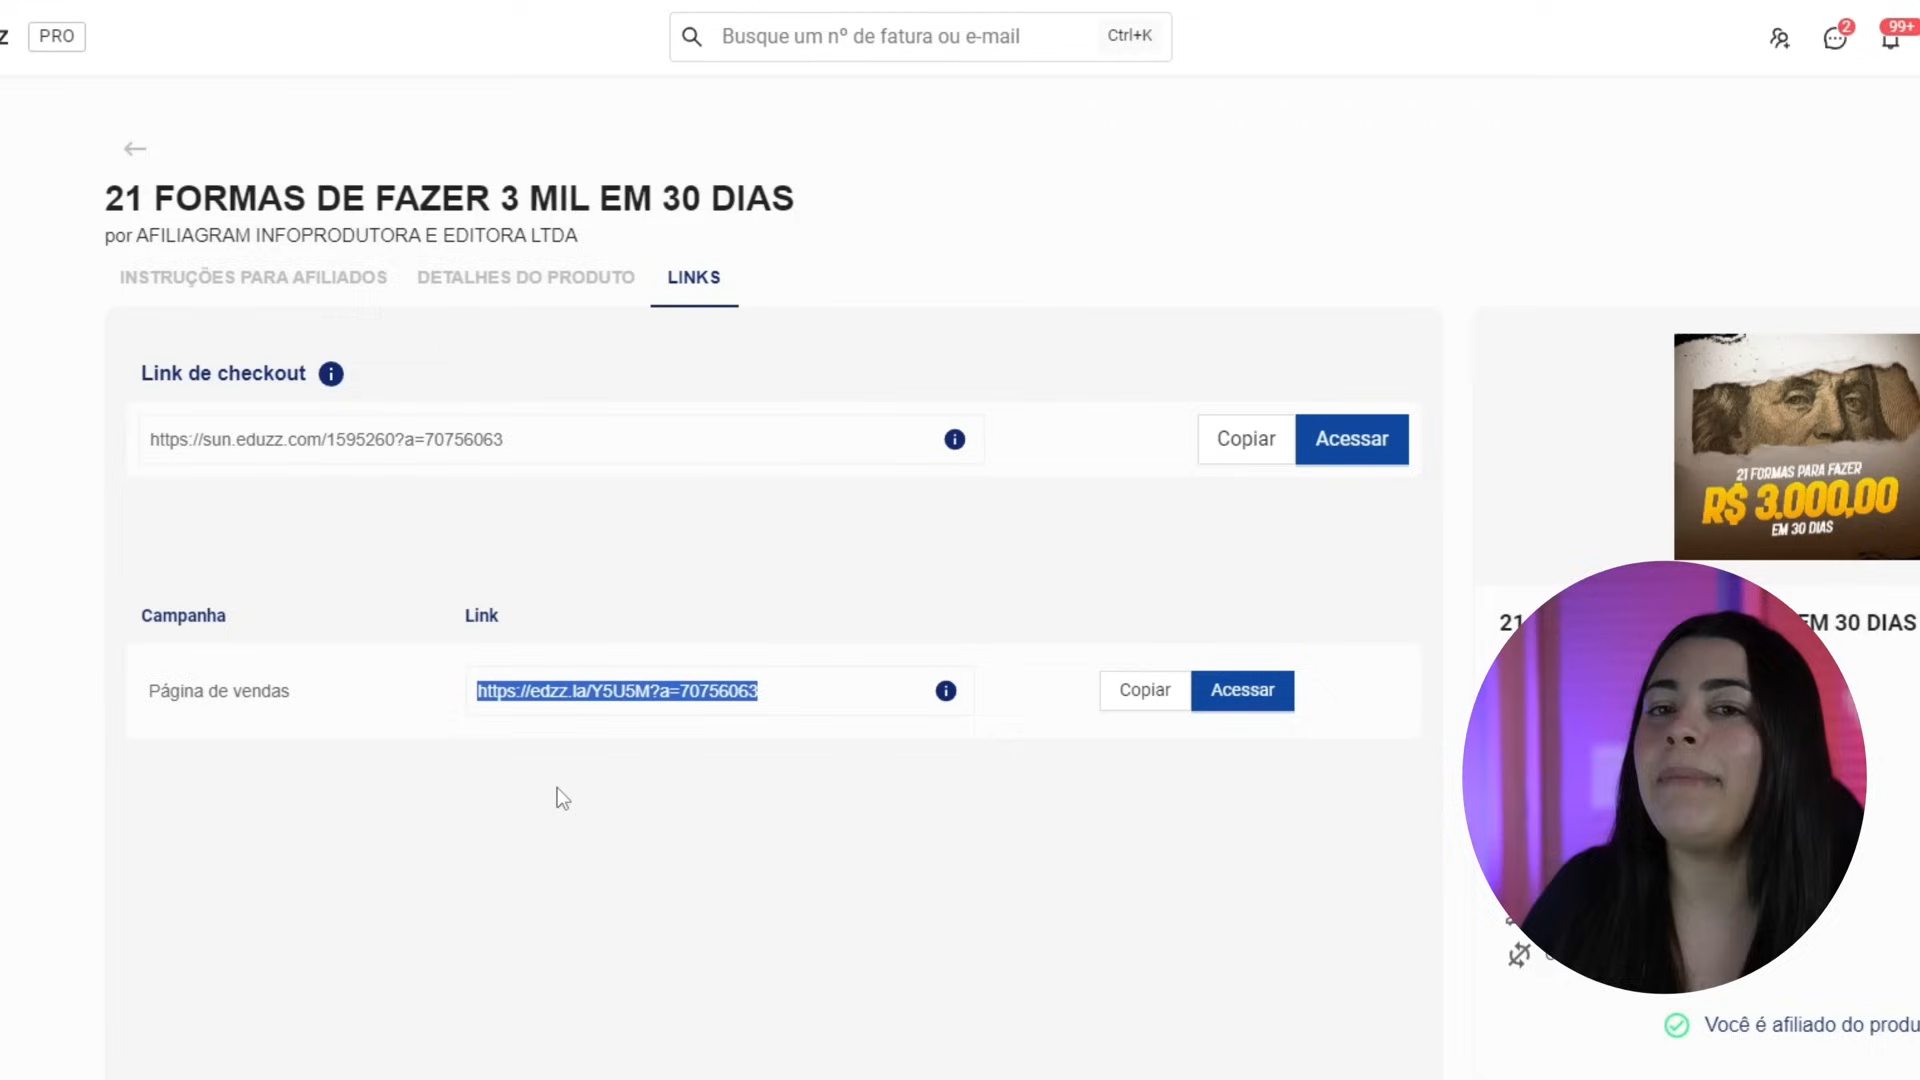 z PRO
Busque um nº de fatura ou e-mail Ctrl+K
2
99+
21 FORMAS DE FAZER 3 MIL EM 30 DIAS
por AFILIAGRAM INFOPRODUTORA E EDITORA LTDA
INSTRUÇÕES PARA AFILIADOS DETALHES DO PRODUTO LINKS
Link de checkout
https://sun.eduzz.com/1595260?a=70756063 Copiar Acessar
Campanha Link
Página de vendas https://edzz.la/Y5U5M?a=70756063 Copiar Acessar
21 FORMAS PARA FAZER
R$ 3.000,00
EM 30 DIAS
21 EM 30 DIAS
Você é afiliado do produ